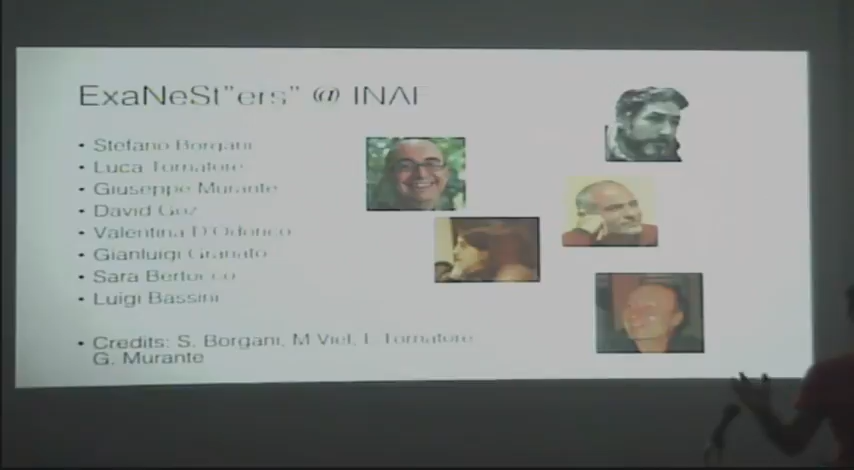 ExaNeSt"ers" @ INAF
• Stefano Borgani
• Luca Tornatore
• Giuseppe Murante
• David Goz
• Valentina D'Odorico
• Gianluigi Granato
• Sara Bertocco
• Luigi Bassini
• Credits: S. Borgani, M Viel, L Tornatore
G. Murante